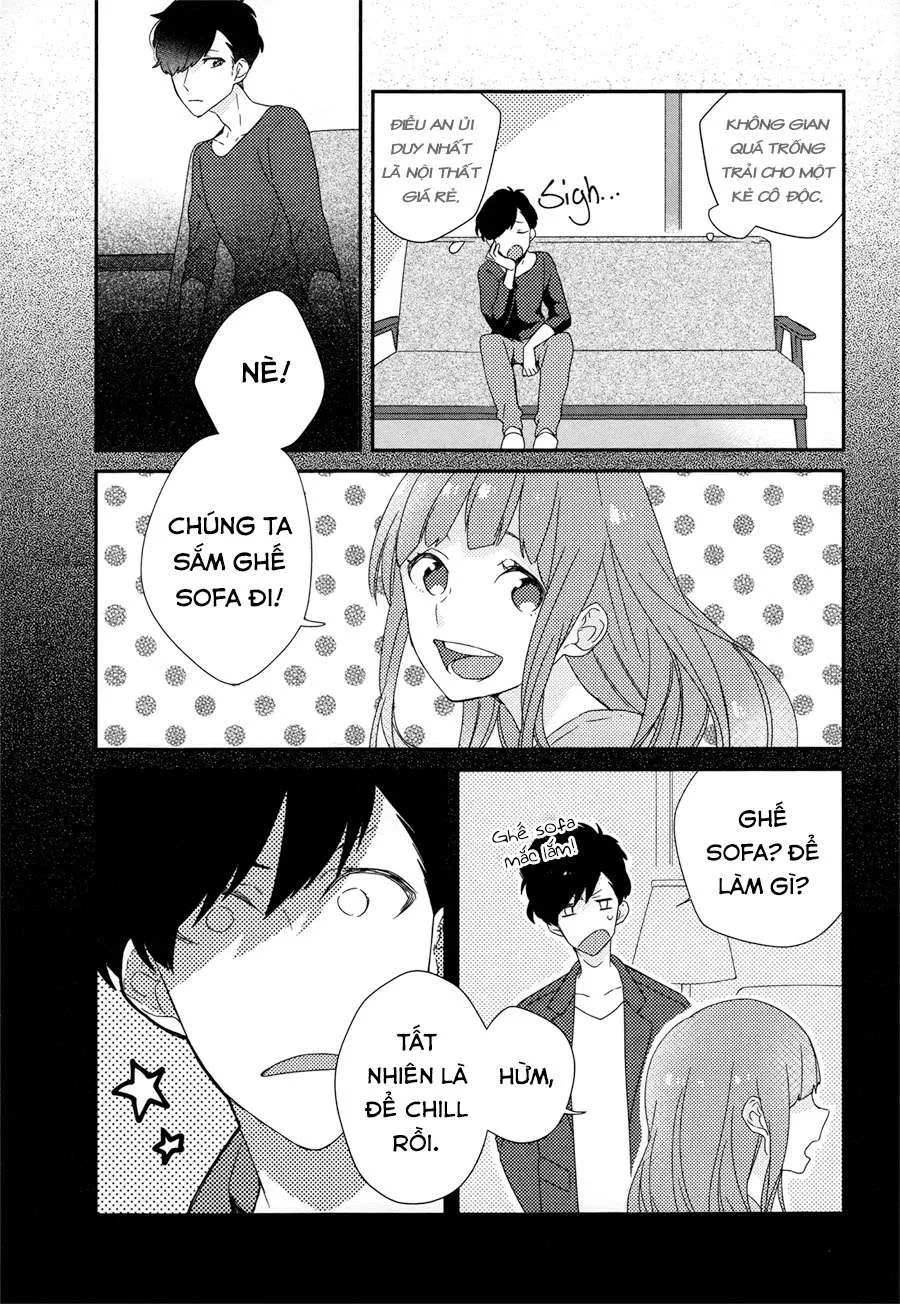 KHÔNG GIAN
QUÁ TRỐNG
TRẢI CHO MỘT
KẺ CÔ ĐỘC.
Sigh...
ĐIỀU AN ỦI
DUY NHẤT
LÀ NỘI THẤT
GIÁ RẺ.
NÈ!
CHÚNG TA
SẮM GHẾ
SOFA ĐI!
GHẾ
SOFA? ĐỂ
LÀM GÌ?
Ghế sofa
mắc lắm!
HỪM,
TẤT
NHIÊN LÀ
ĐỂ CHILL
RỒI.